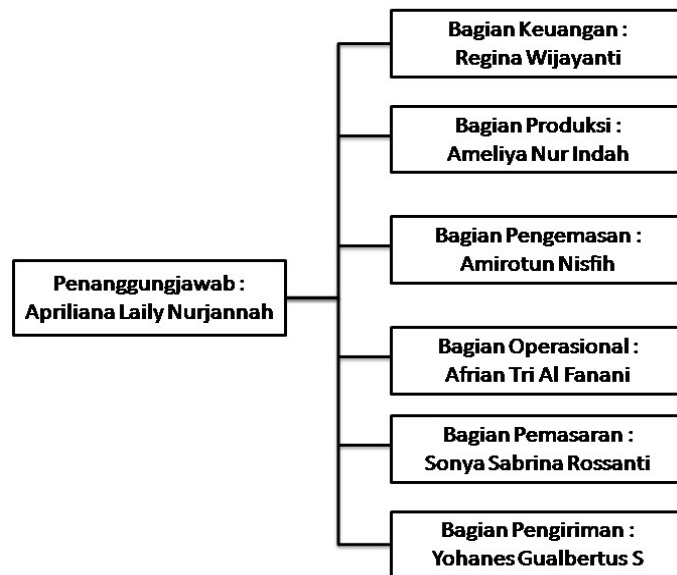 Bagian Keuangan :
Regina Wijayanti
Bagian Produksi :
Ameliya Nur Indah
Bagian Pengemasan :
Amirotun Nisfih
Penanggungjawab :
Apriliana Laily Nurjannah
Bagian Operasional :
Afrian Tri Al Fanani
Bagian Pemasaran :
Sonya Sabrina Rossanti
Bagian Pengiriman :
Yohanes Gualbertus S